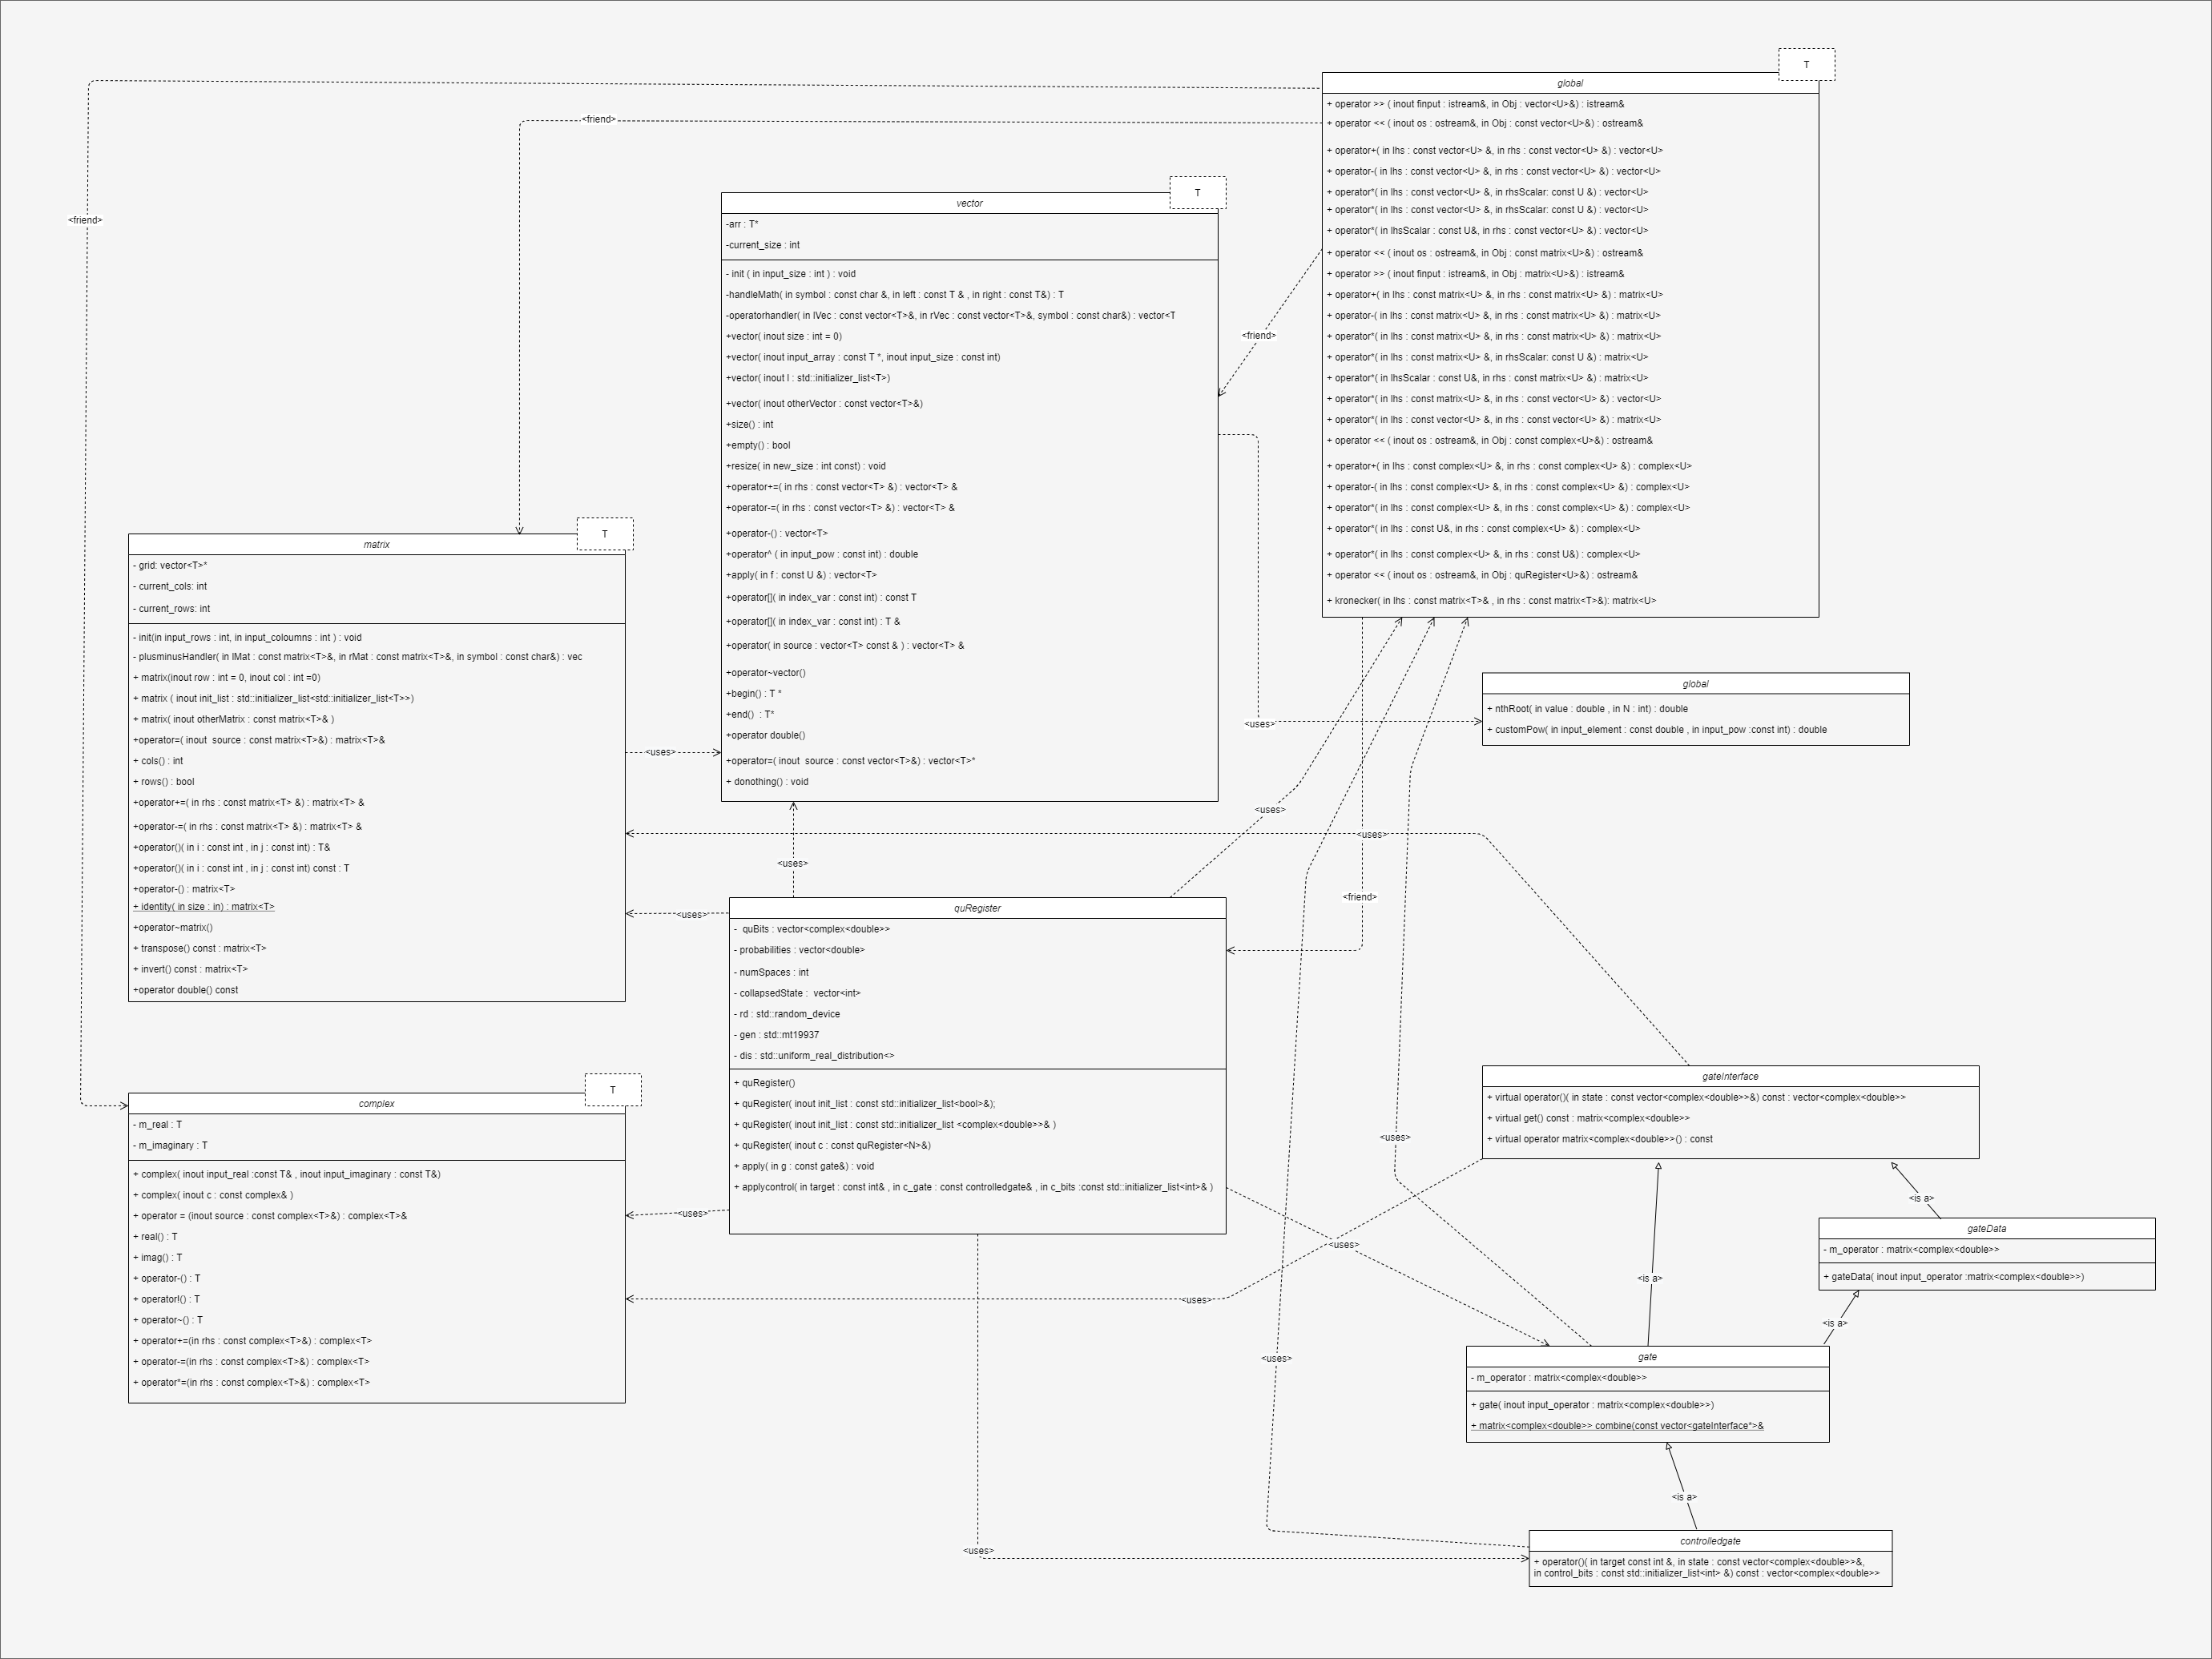 T
global
+ operator >> ( inout finput : istream&, in Obj : vector<U>&) : istream&
+ operator << ( inout os : ostream&, in Obj : const vector<U>&) : ostream&
+ operator+( in lhs : const vector<U> &, in rhs : const vector<U> &) : vector<U>
+ operator-( in lhs : const vector<U> &, in rhs : const vector<U> &) : vector<U>
+ operator*( in lhs : const vector<U> &, in rhsScalar: const U &) : vector<U>
+ operator*( in lhs : const vector<U> &, in rhsScalar: const U &) : vector<U>
+ operator*( in lhsScalar : const U&, in rhs : const vector<U> &) : vector<U>
+ operator << ( inout os : ostream&, in Obj : const matrix<U>&) : ostream&
+ operator >> ( inout finput : istream&, in Obj : matrix<U>&) : istream&
+ operator+( in lhs : const matrix<U> &, in rhs : const matrix<U> &) : matrix<U>
+ operator-( in lhs : const matrix<U> &, in rhs : const matrix<U> &) : matrix<U>
+ operator*( in lhs : const matrix<U> &, in rhs : const matrix<U> &) : matrix<U>
+ operator*( in lhs : const matrix<U> &, in rhsScalar: const U &) : matrix<U>
+ operator*( in lhsScalar : const U&, in rhs : const matrix<U> &) : matrix<U>
+ operator*( in lhs : const matrix<U> &, in rhs : const vector<U> &) : vector<U>
+ operator*( in lhs : const vector<U> &, in rhs : const vector<U> &) : matrix<U>
+ operator << ( inout os : ostream&, in Obj : const complex<U>&) : ostream&
+ operator+( in lhs : const complex<U> &, in rhs : const complex<U> &) : complex<U>
+ operator-( in lhs : const complex<U> &, in rhs : const complex<U> &) : complex<U>
+ operator*( in lhs : const complex<U> &, in rhs : const complex<U> &) : complex<U>
+ operator*( in lhs : const U&, in rhs : const complex<U> &) : complex<U>
+ operator*( in lhs : const complex<U> &, in rhs : const U&) : complex<U>
+ operator << ( inout os : ostream&, in Obj : quRegister<U>&) : ostream&
+ kronecker( in lhs : const matrix<T>& , in rhs : const matrix<T>&): matrix<U>
<friend>
<friend>
<friend>
T
vector
-arr : T*
-current_size : int
- init ( in input_size : int ) : void
-handleMath( in symbol : const char &, in left : const T & , in right : const T&) : T
-operatorhandler( in lVec : const vector<T>&, in rVec : const vector<T>&, symbol : const char&) : vector<T
+vector( inout size : int = 0)
+vector( inout input_array : const T *, inout input_size : const int)
+vector( inout l : std::initializer_list<T>)
+vector( inout otherVector : const vector<T>&)
+size() : int
+empty() : bool
+resize( in new_size : int const) : void
+operator+=( in rhs : const vector<T> &) : vector<T> &
+operator-=( in rhs : const vector<T> &) : vector<T> &
+operator-() : vector<T>
+operator^ ( in input_pow : const int) : double
+apply( in f : const U &) : vector<T>
+operator[]( in index_var : const int) : const T
+operator[]( in index_var : const int) : T &
+operator( in source : vector<T> const & ) : vector<T> &
+operator~vector()
+begin() : T *
+end()  : T*
+operator double()
+operator=( inout  source : const vector<T>&) : vector<T>*
+ donothing() : void
T
matrix
- grid: vector<T>*
- current_cols: int
- current_rows: int
- init(in input_rows : int, in input_coloumns : int ) : void
- plusminusHandler( in lMat : const matrix<T>&, in rMat : const matrix<T>&, in symbol : const char&) : vec
+ matrix(inout row : int = 0, inout col : int =0)
+ matrix ( inout init_list : std::initializer_list<std::initializer_list<T>>)
+ matrix( inout otherMatrix : const matrix<T>& )
+operator=( inout  source : const matrix<T>&) : matrix<T>&
+ cols() : int
+ rows() : bool
+operator+=( in rhs : const matrix<T> &) : matrix<T> &
+operator-=( in rhs : const matrix<T> &) : matrix<T> &
+operator()( in i : const int , in j : const int) : T&
+operator()( in i : const int , in j : const int) const : T
+operator-() : matrix<T>
+ identity( in size : in) : matrix<T>
+operator~matrix()
+ transpose() const : matrix<T>
+ invert() const : matrix<T>
+operator double() const
<uses>
<uses>
global
+ nthRoot( in value : double , in N : int) : double
+ customPow( in input_element : const double , in input_pow :const int) : double
<uses>
<uses>
<uses>
<friend>
<uses>
quRegister
-  quBits : vector<complex<double>>
- probabilities : vector<double>
- numSpaces : int
- collapsedState :  vector<int>
- rd : std::random_device
- gen : std::mt19937
- dis : std::uniform_real_distribution<>
+ quRegister()
+ quRegister( inout init_list : const std::initializer_list<bool>&);
+ quRegister( inout init_list : const std::initializer_list <complex<double>>& )
+ quRegister( inout c : const quRegister<N>&)
+ apply( in g : const gate&) : void
+ applycontrol( in target : const int& , in c_gate : const controlledgate& , in c_bits :const std::initializer_list<int>& )
T
complex
- m_real : T
- m_imaginary : T
+ complex( inout input_real :const T& , inout input_imaginary : const T&)
+ complex( inout c : const complex& )
+ operator = (inout source : const complex<T>&) : complex<T>&
+ real() : T
+ imag() : T
+ operator-() : T
+ operator!() : T
+ operator~() : T
+ operator+=(in rhs : const complex<T>&) : complex<T>
+ operator-=(in rhs : const complex<T>&) : complex<T>
+ operator*=(in rhs : const complex<T>&) : complex<T>
<uses>
<uses>
<uses>
<uses>
<uses>
<uses>
gateInterface
+ virtual operator()( in state : const vector<complex<double>>&) const : vector<complex<double>>
+ virtual get() const : matrix<complex<double>>
+ virtual operator matrix<complex<double>>() : const
<is a>
<is a>
<is a>
gateData
- m_operator : matrix<complex<double>>
+ gateData( inout input_operator :matrix<complex<double>>)
gate
- m_operator : matrix<complex<double>>
+ gate( inout input_operator : matrix<complex<double>>)
+ matrix<complex<double>> combine(const vector<gateInterface*>&
<is a>
controlledgate
+ operator()( in target const int &, in state : const vector<complex<double>>&,
in control_bits : const std::initializer_list<int> &) const : vector<complex<double>>